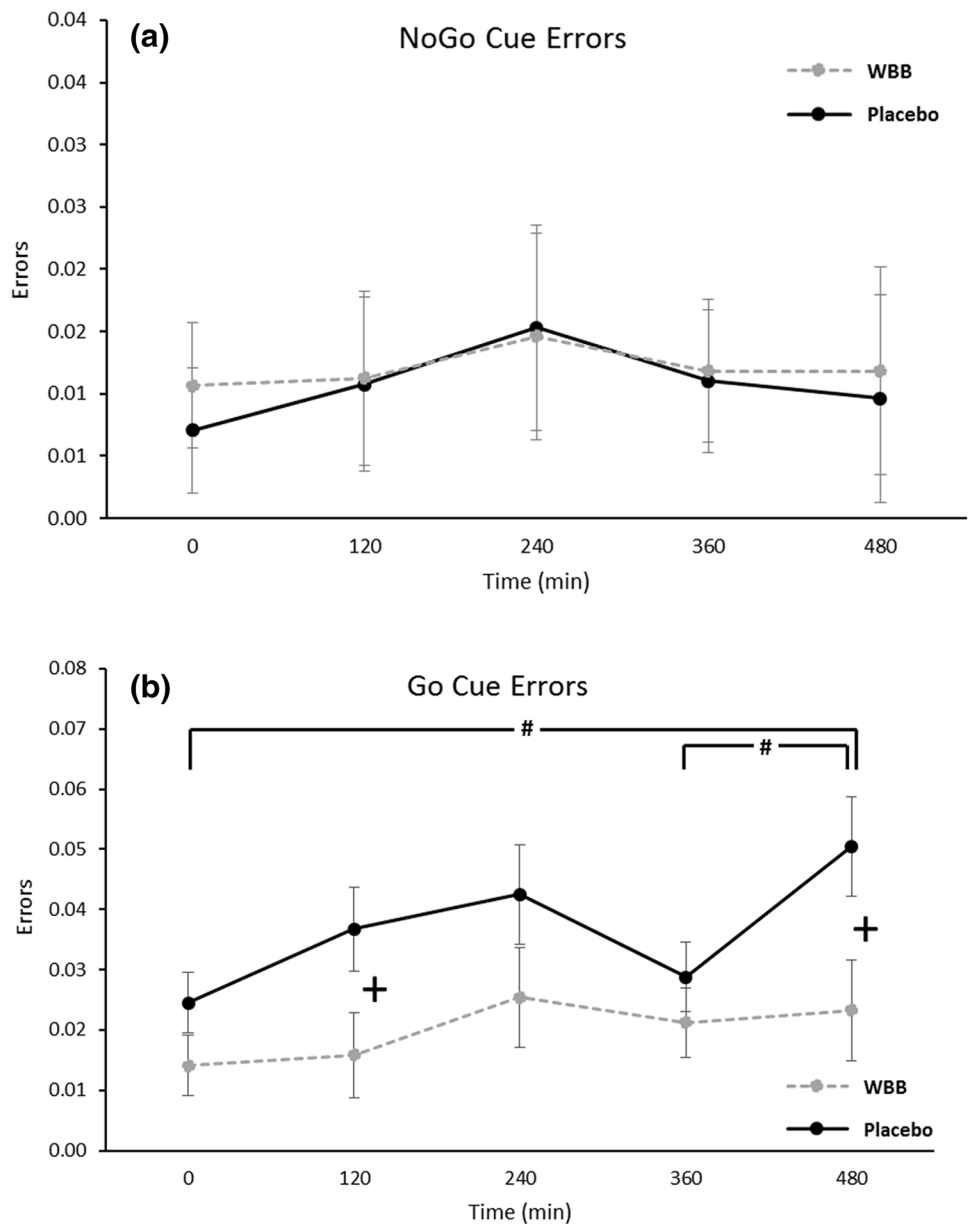 (a)
NoGo Cue Errors
WBB
Placebo
0.04
0.04
0.03
0.03
0.02
0.02
0.01
0.01
0.00
Errors
0 120 240 360 480
Time (min)
(b)
Go Cue Errors
#
#
0.08
0.07
0.06
0.05
0.04
0.03
0.02
0.01
0.00
Errors
+
+
WBB
Placebo
0 120 240 360 480
Time (min)